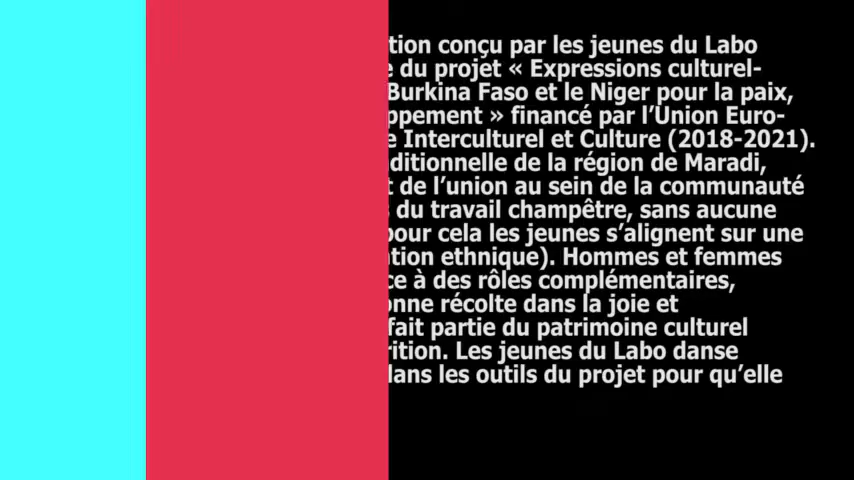 tion conçu par les jeunes du Labo
du projet « Expressions culturel-
Burkina Faso et le Niger pour la paix,
ppement » financé par l’Union Euro-
e Interculturel et Culture (2018-2021).
ditionnelle de la région de Maradi,
t de l’union au sein de la communauté
du travail champêtre, sans aucune
pour cela les jeunes s’alignent sur une
tion ethnique). Hommes et femmes
ce à des rôles complémentaires,
onne récolte dans la joie et
fait partie du patrimoine culturel
rition. Les jeunes du Labo danse
dans les outils du projet pour qu’elle